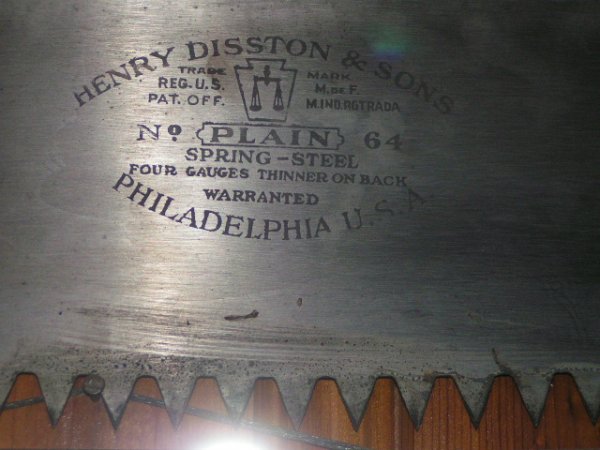 HENRY DISSTON & SONS
TRADE MARK
REG. U.S. M. DE F.
PAT. OFF. M. IND. RGTRADA
Nº PLAIN 64
SPRING-STEEL
FOUR GAUGES THINNER ON BACK
WARRANTED
PHILADELPHIA U.S.A